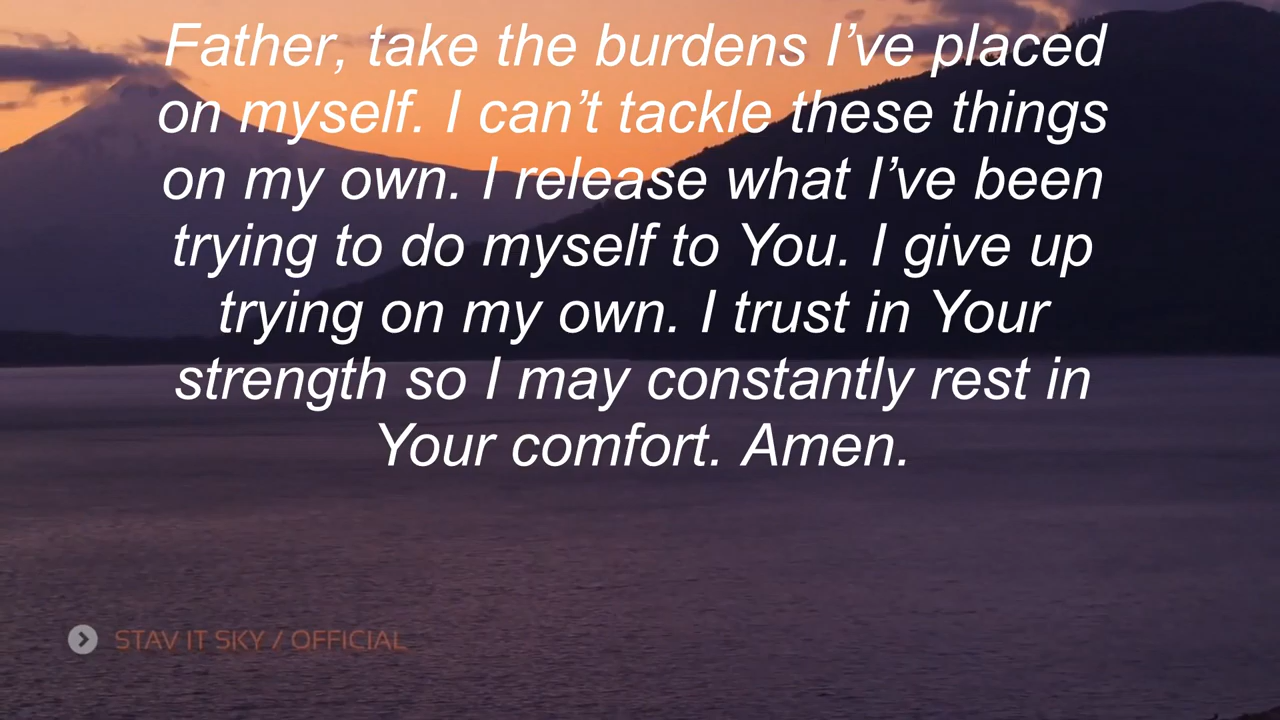 Father, take the burdens I’ve placed
on myself. I can’t tackle these things
on my own. I release what I’ve been
trying to do myself to You. I give up
trying on my own. I trust in Your
strength so I may constantly rest in
Your comfort. Amen.
STAV IT SKY / OFFICIAL